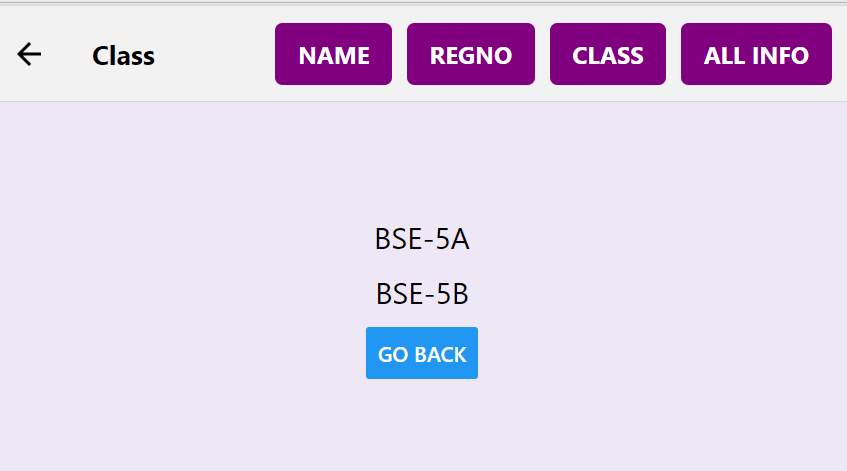 Class NAME REGNO CLASS ALL INFO
BSE-5A
BSE-5B
GO BACK